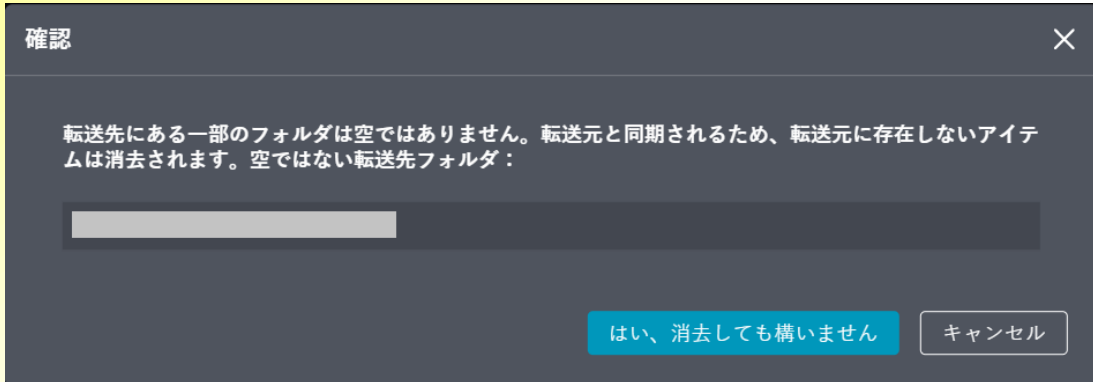 確認
転送先にある一部のフォルダは空ではありません。転送元と同期されるため、転送元に存在しないアイテ
ムは消去されます。空ではない転送先フォルダ：
はい、消去しても構いません
キャンセル